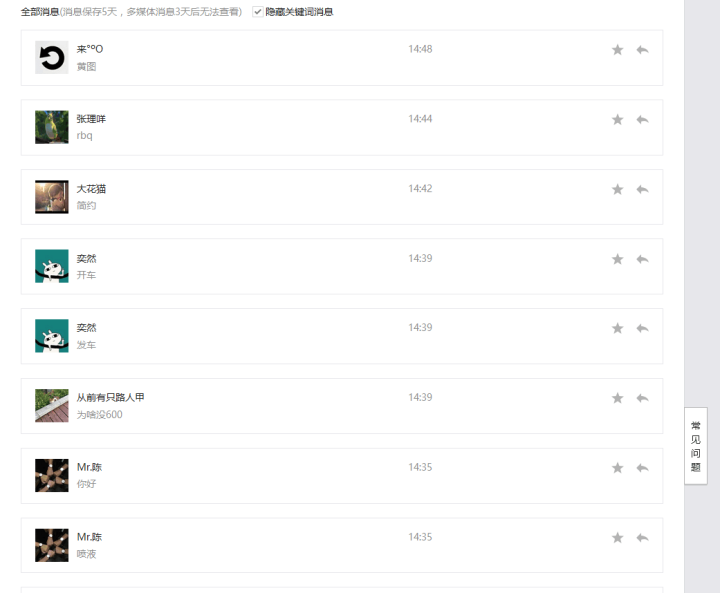 全部消息(消息保存5天，多媒体消息3天后无法查看) 隐藏关键词消息
来°ºO 14:48
黄图
张理咩 14:44
rbq
大花猫 14:42
简约
奕然 14:39
开车
奕然 14:39
发车
从前有只路人甲 14:39
为啥没600
Mr.陈 14:35
你好
Mr.陈 14:35
喷液
常见问题